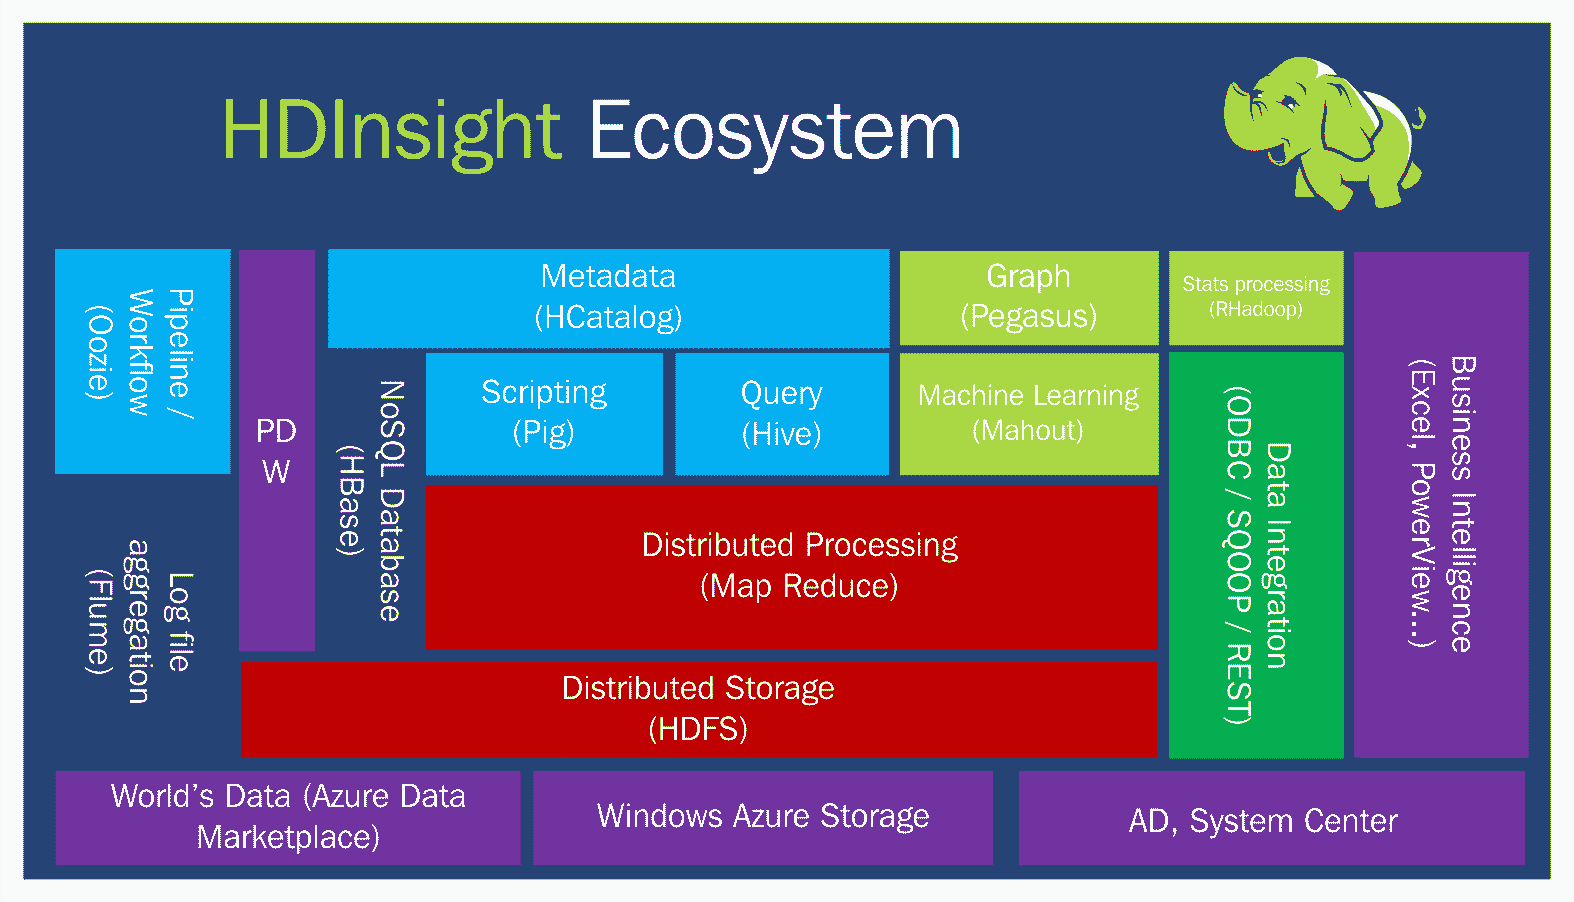 HDInsight Ecosystem
Pipeline /
Workflow
(Oozie)
PD
W
Metadata
(HCatalog)
Graph
(Pegasus)
Stats processing
(RHadoop)
NoSQL Database
(HBase)
Scripting
(Pig)
Query
(Hive)
Machine Learning
(Mahout)
Data Integration
(ODBC / SQOOP / REST)
Business Intelligence
(Excel, PowerView...)
Log file
aggregation
(Flume)
Distributed Processing
(Map Reduce)
Distributed Storage
(HDFS)
World’s Data (Azure Data
Marketplace)
Windows Azure Storage
AD, System Center